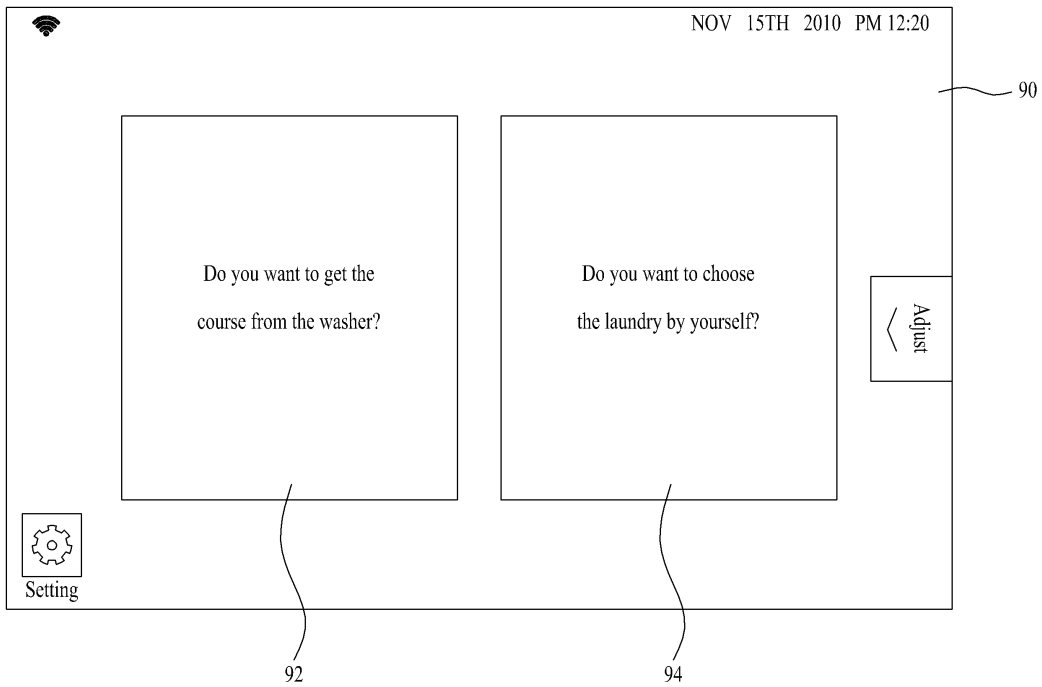 NOV 15TH 2010 PM 12:20
90
Do you want to get the
course from the washer?
Do you want to choose
the laundry by yourself?
Adjust
Setting
92
94